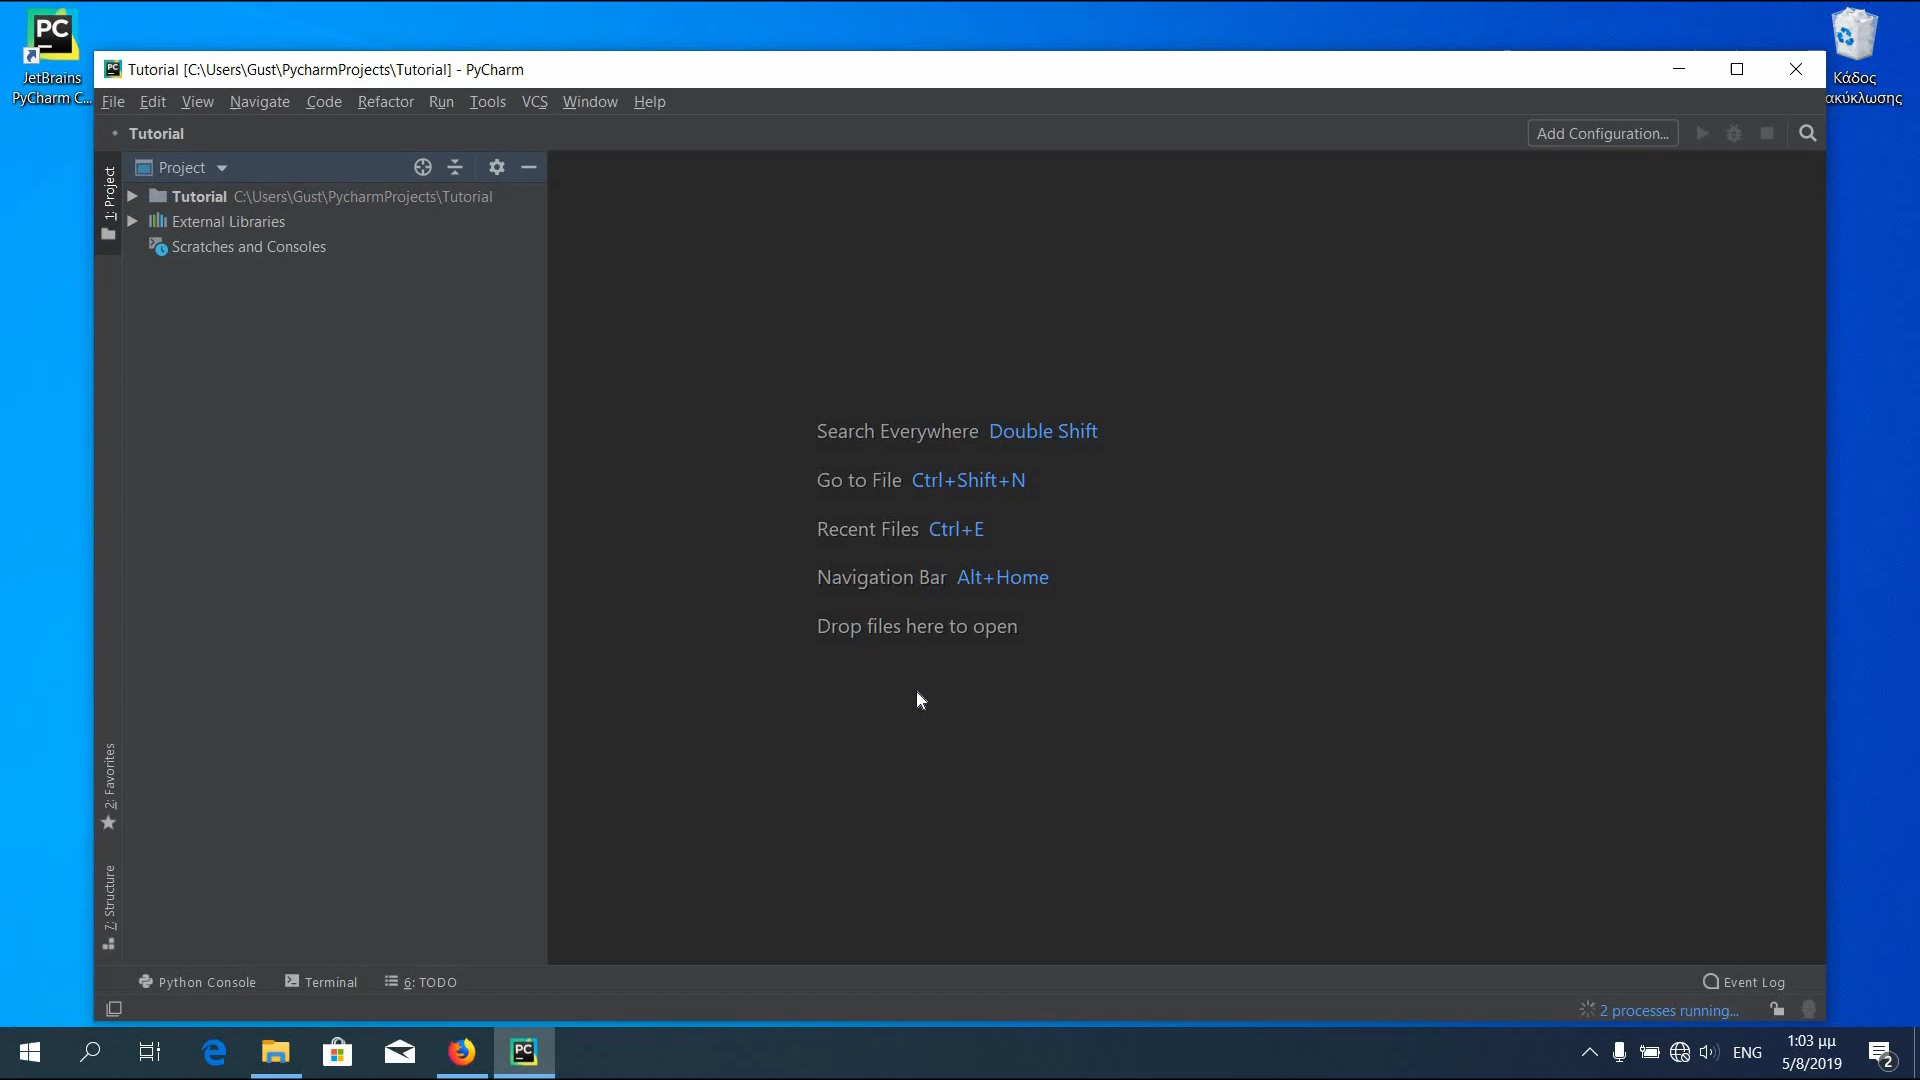 PC
JetBrains
PyCharm C...
Κάδος
ακύκλωσης
PC
Tutorial [C:\Users\Gust\PycharmProjects\Tutorial] - PyCharm
File Edit View Navigate Code Refactor Run Tools VCS Window Help
Tutorial
Add Configuration...
1: Project
Project
Tutorial C:\Users\Gust\PycharmProjects\Tutorial
External Libraries
Scratches and Consoles
Search Everywhere Double Shift
Go to File Ctrl+Shift+N
Recent Files Ctrl+E
Navigation Bar Alt+Home
Drop files here to open
2: Favorites
7: Structure
Python Console Terminal 6: TODO
Event Log
2 processes running...
PC
ENG
1:03 μμ
5/8/2019
2